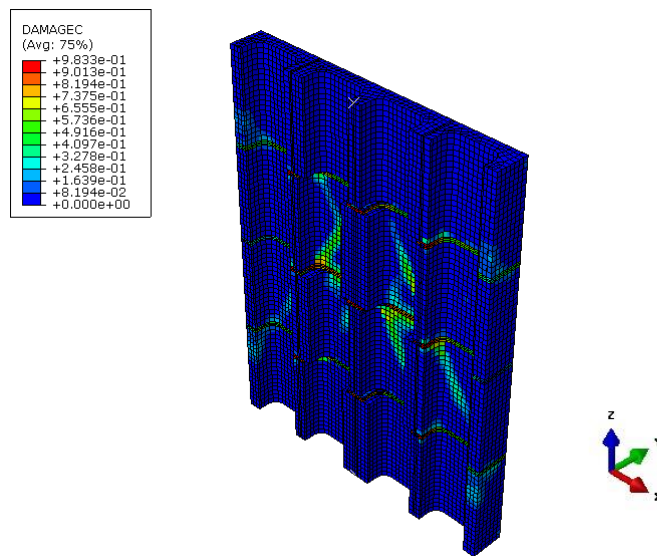 DAMAGEC
(Avg: 75%)
+9.833e-01
+9.013e-01
+8.194e-01
+7.375e-01
+6.555e-01
+5.736e-01
+4.916e-01
+4.097e-01
+3.278e-01
+2.458e-01
+1.639e-01
+8.194e-02
+0.000e+00
Y
Z
Y
X